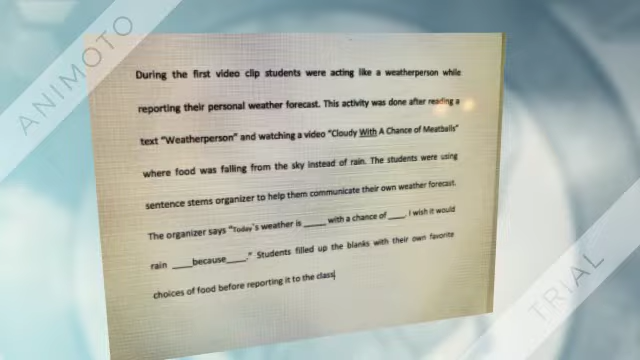 During the first video clip students were acting like a weatherperson while
reporting their personal weather forecast. This activity was done after reading a
text "Weatherperson" and watching a video "Cloudy With A Chance of Meatballs"
where food was falling from the sky instead of rain. The students were using
sentence stems organizer to help them communicate their own weather forecast.
The organizer says "Today's weather is _____ with a chance of ____. I wish it would
rain ____because____." Students filled up the blanks with their own favorite
choices of food before reporting it to the class
ANIMOTO
TRIAL